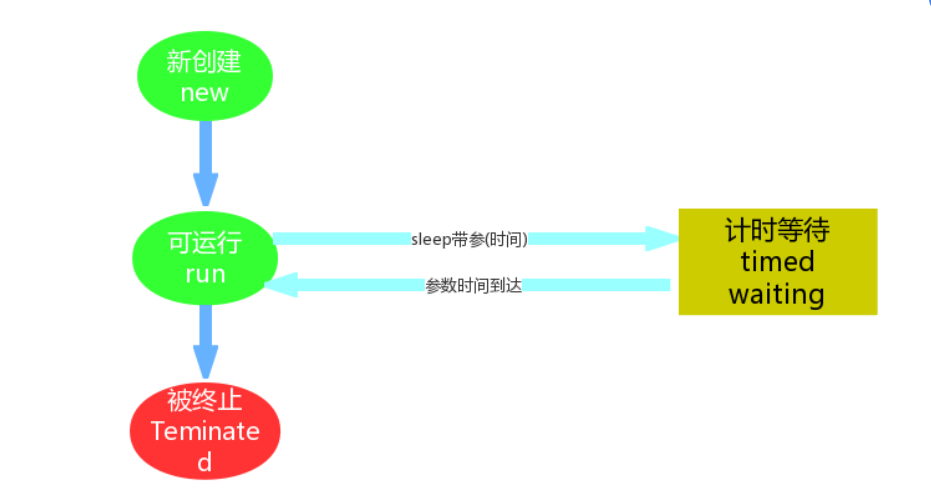 新创建
new
可运行
run
sleep带参(时间)
参数时间到达
计时等待
timed
waiting
被终止
Teminate
d